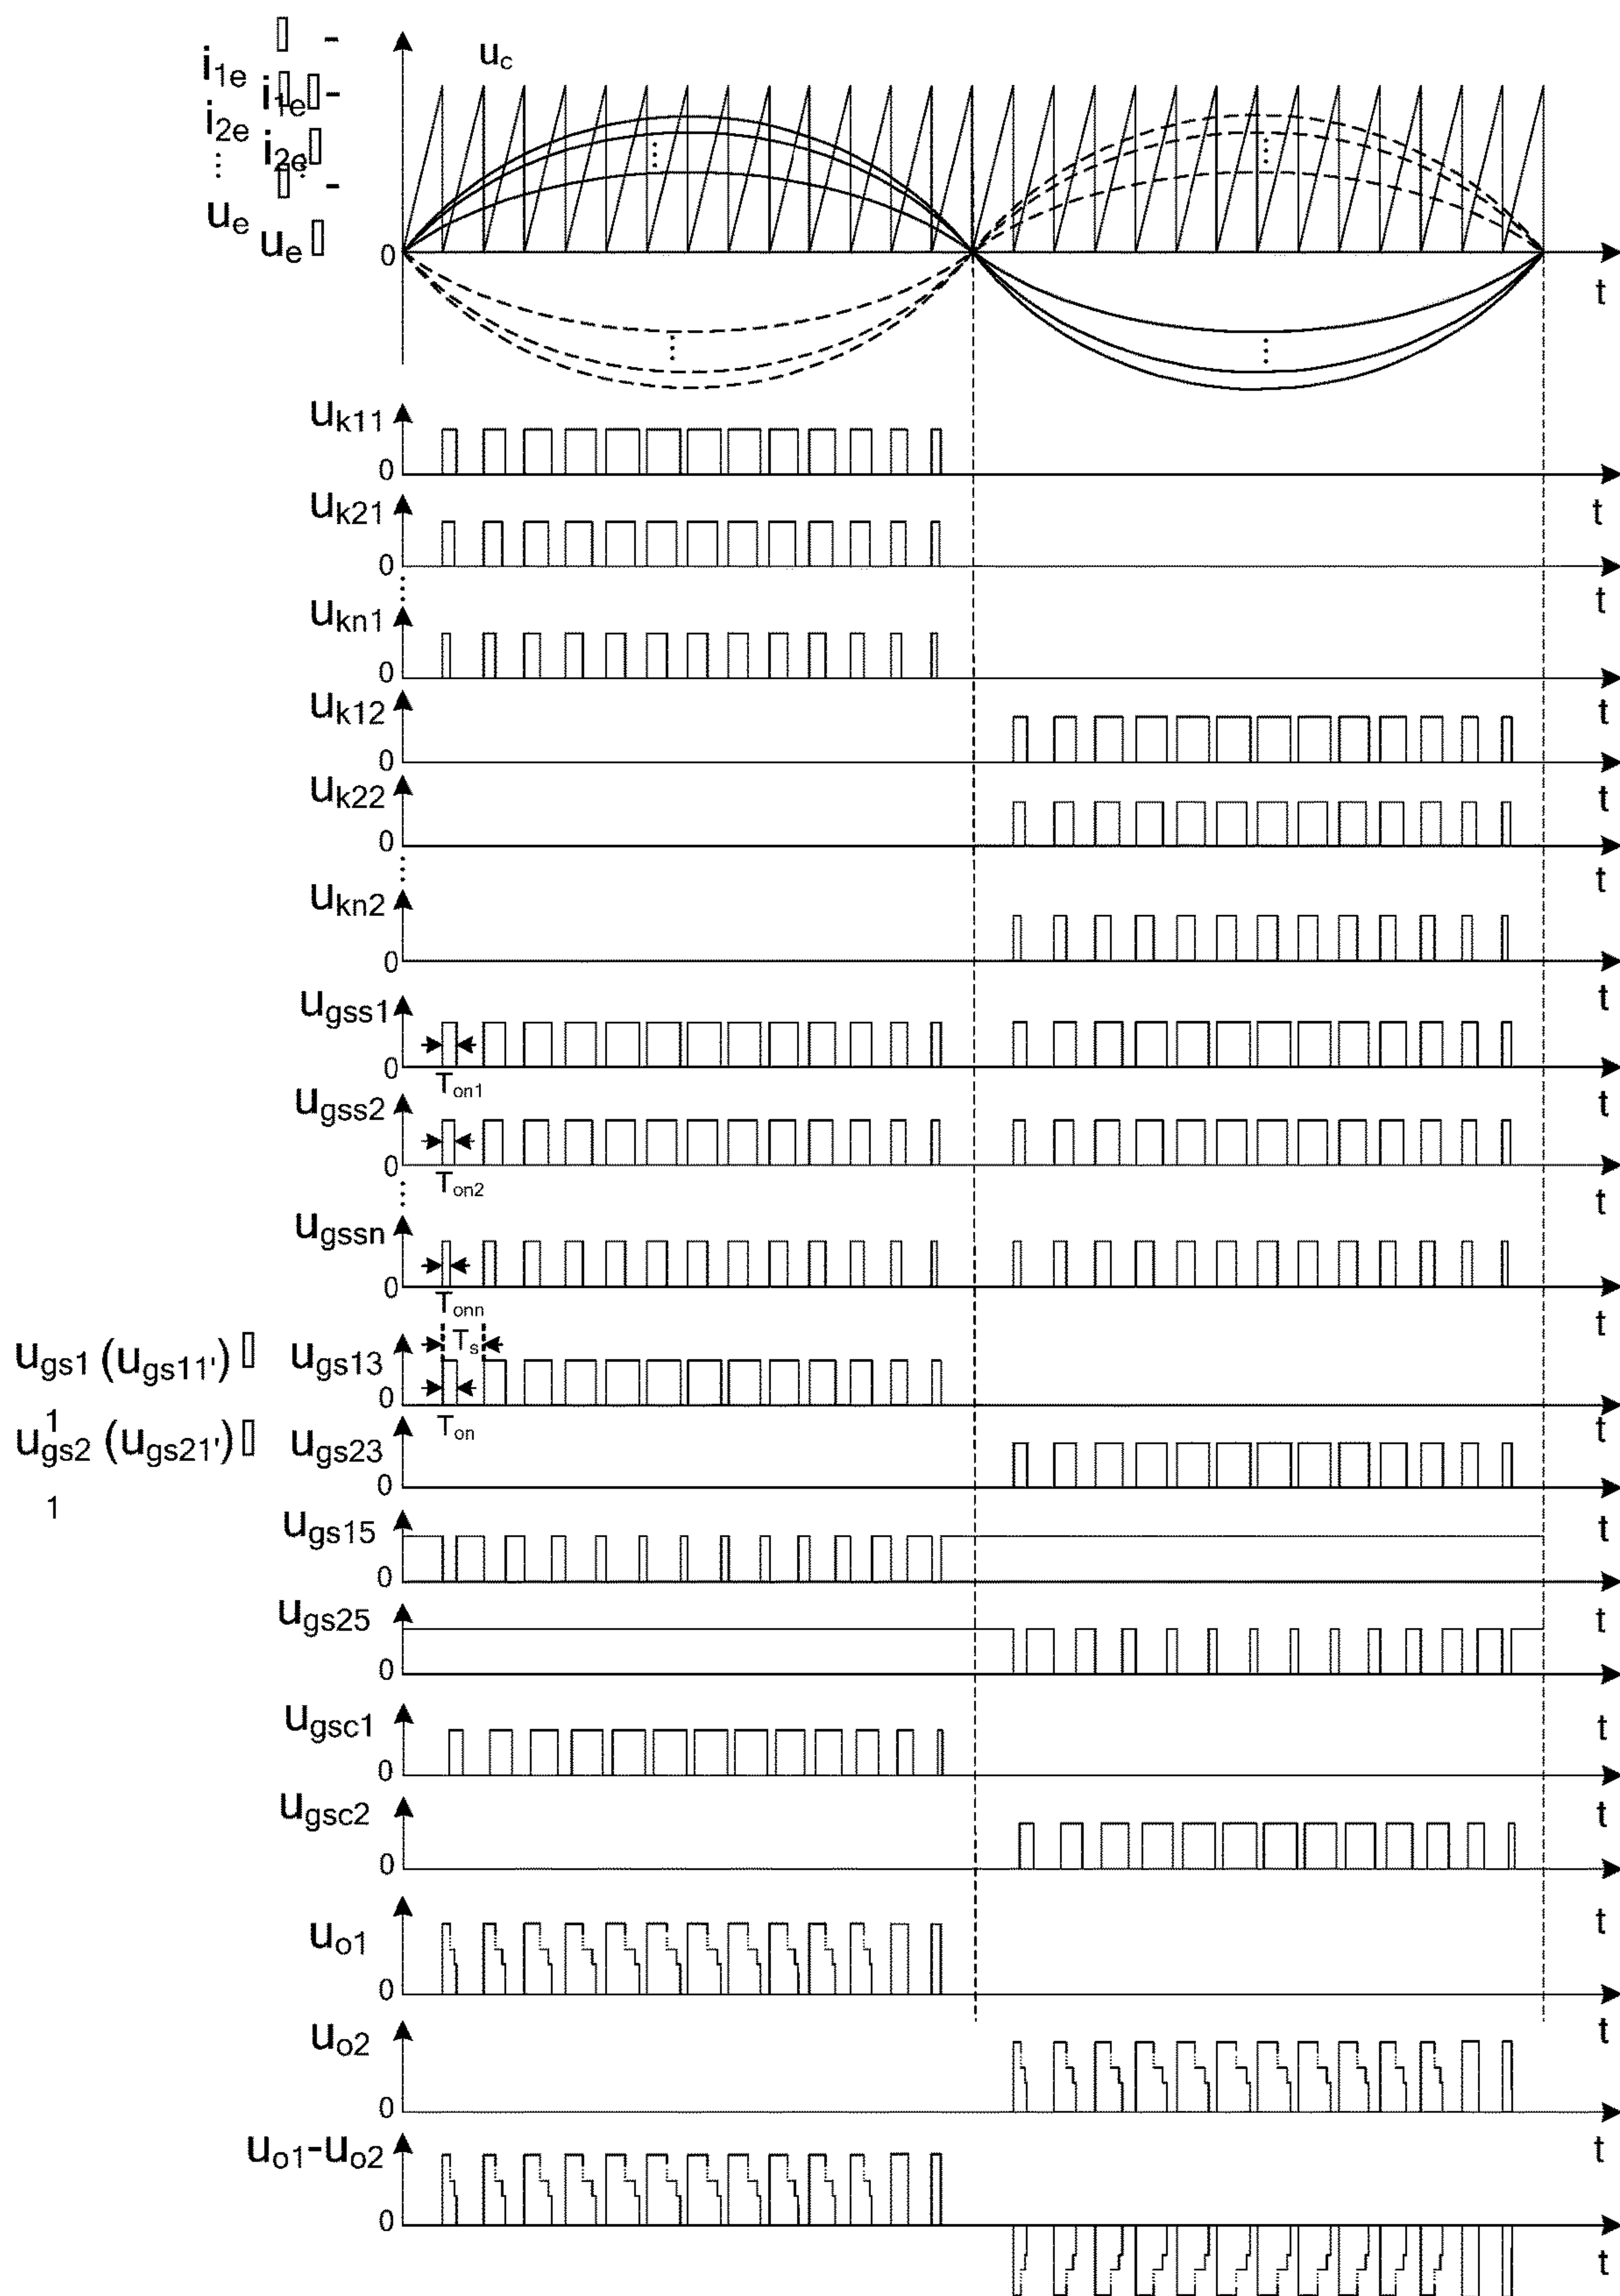 ▯ -
i1e i1e▯▯-
u_c
i2e i2e▯
⋮ ⋮
▯ -
ue
ue▯
0
t
uk11
0
t
uk21
0
t
⋮
ukn1
0
t
uk12
0
t
uk22
0
t
⋮
ukn2
0
t
ugss1
0
Ton1
t
ugss2
0
Ton2
t
⋮
ugssn
0
Tonn
t
Ts
ugs1 (ugs11')▯ ugs13
1
0
Ton
t
ugs2 (ugs21')▯ ugs23
1
0
t
ugs15
0
t
ugs25
0
t
ugsc1
0
t
ugsc2
0
t
uo1
0
t
uo2
0
t
uo1-uo2
0
t